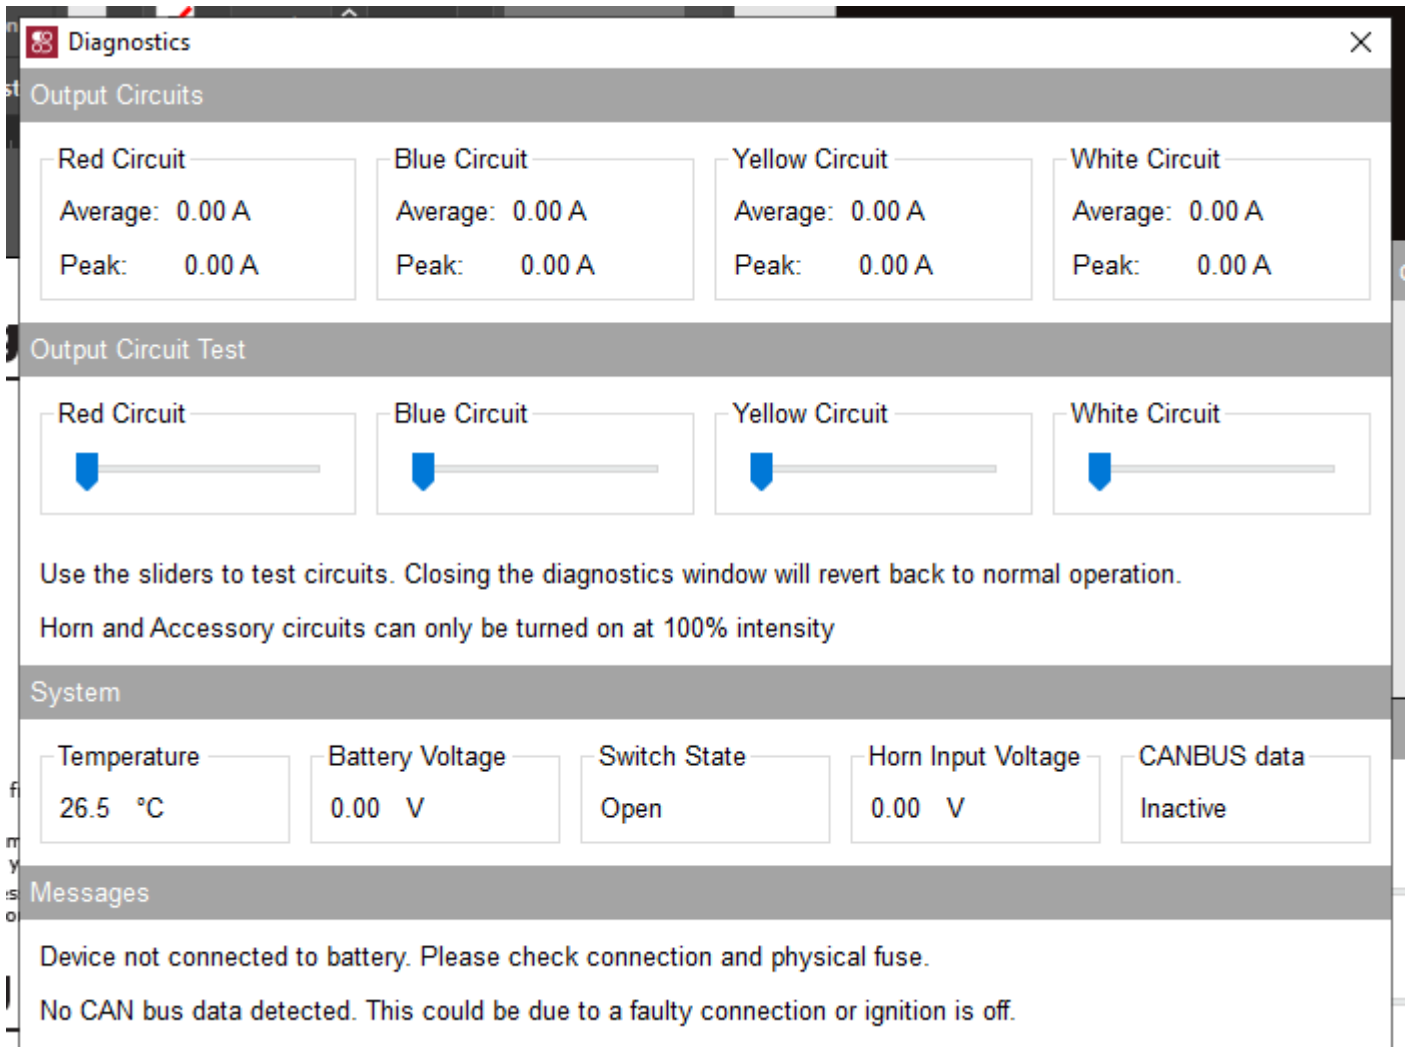 Diagnostics
Output Circuits
Red Circuit
Average: 0.00 A
Peak: 0.00 A
Blue Circuit
Average: 0.00 A
Peak: 0.00 A
Yellow Circuit
Average: 0.00 A
Peak: 0.00 A
White Circuit
Average: 0.00 A
Peak: 0.00 A
Output Circuit Test
Red Circuit
Blue Circuit
Yellow Circuit
White Circuit
Use the sliders to test circuits. Closing the diagnostics window will revert back to normal operation.
Horn and Accessory circuits can only be turned on at 100% intensity
System
Temperature
26.5 °C
Battery Voltage
0.00 V
Switch State
Open
Horn Input Voltage
0.00 V
CANBUS data
Inactive
Messages
Device not connected to battery. Please check connection and physical fuse.
No CAN bus data detected. This could be due to a faulty connection or ignition is off.